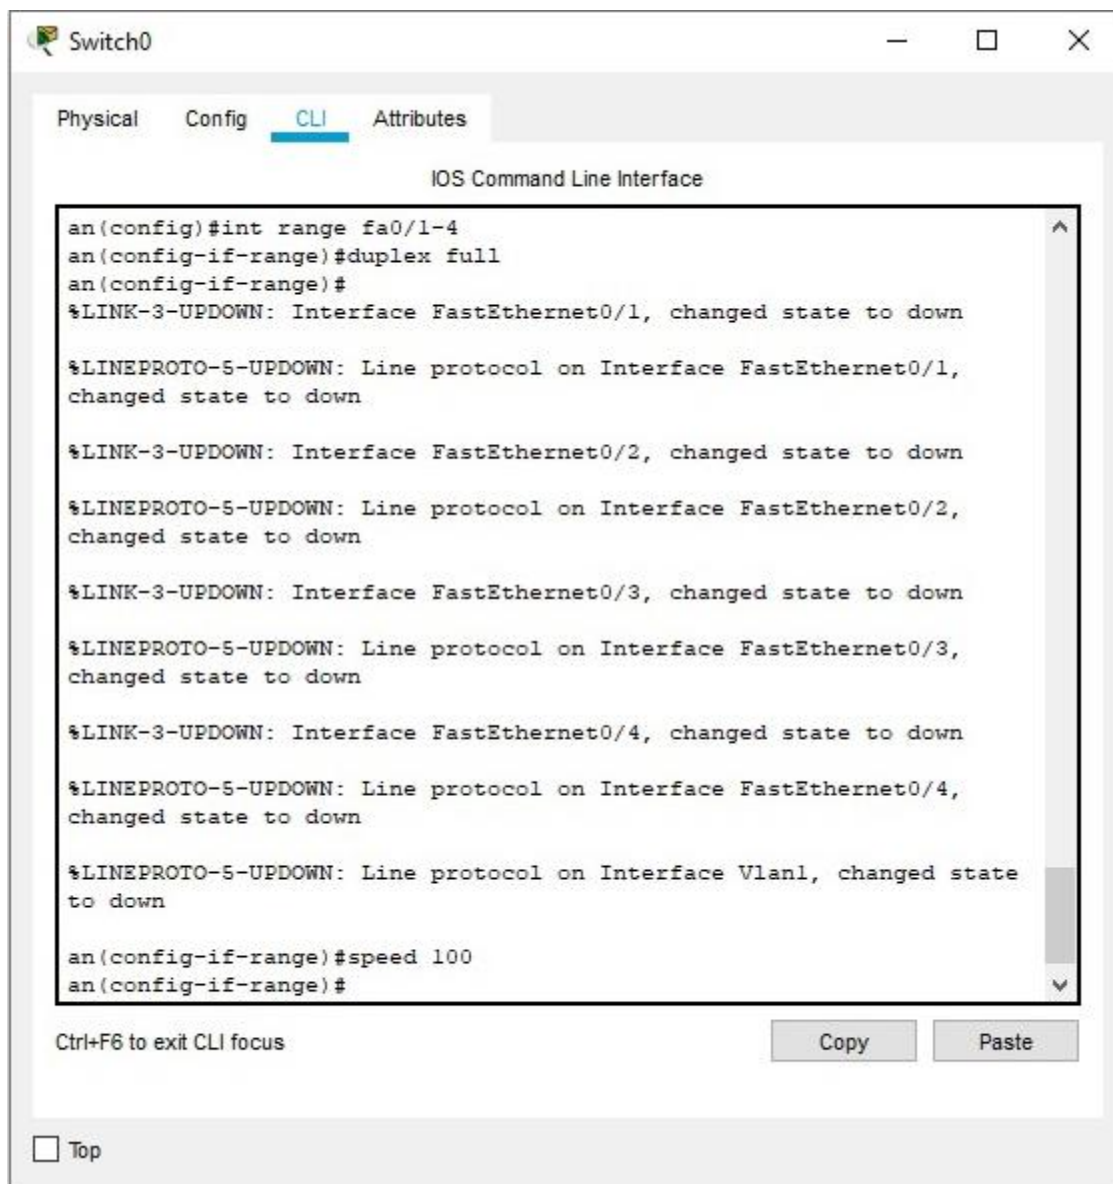 Switch0
Physical Config CLI Attributes
IOS Command Line Interface
an(config)#int range fa0/1-4
an(config-if-range)#duplex full
an(config-if-range)#
%LINK-3-UPDOWN: Interface FastEthernet0/1, changed state to down
%LINEPROTO-5-UPDOWN: Line protocol on Interface FastEthernet0/1,
changed state to down
%LINK-3-UPDOWN: Interface FastEthernet0/2, changed state to down
%LINEPROTO-5-UPDOWN: Line protocol on Interface FastEthernet0/2,
changed state to down
%LINK-3-UPDOWN: Interface FastEthernet0/3, changed state to down
%LINEPROTO-5-UPDOWN: Line protocol on Interface FastEthernet0/3,
changed state to down
%LINK-3-UPDOWN: Interface FastEthernet0/4, changed state to down
%LINEPROTO-5-UPDOWN: Line protocol on Interface FastEthernet0/4,
changed state to down
%LINEPROTO-5-UPDOWN: Line protocol on Interface Vlan1, changed state
to down
an(config-if-range)#speed 100
an(config-if-range)#
Ctrl+F6 to exit CLI focus
Copy Paste
Top